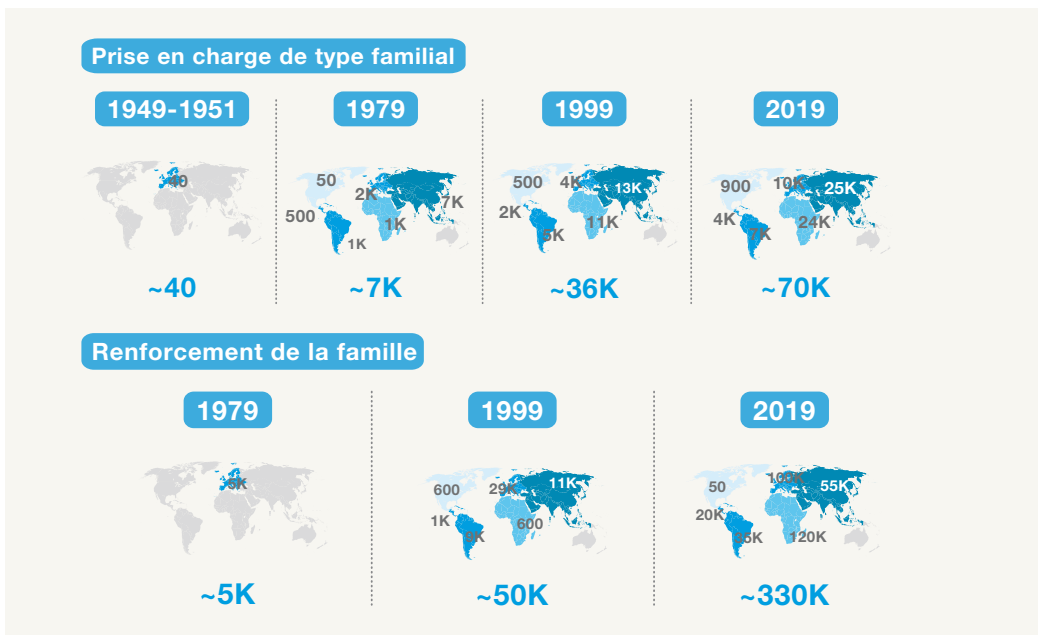 Prise en charge de type familial
1949-1951
1979
1999
2019
40
50
2K
7K
500
1K
1K
500
4K
13K
2K
11K
5K
900
10K
25K
4K
24K
7K
~40
~7K
~36K
~70K
Renforcement de la famille
1979
1999
2019
5K
600
29K
11K
1K
600
9K
50
55K
20K
120K
~5K
~50K
~330K